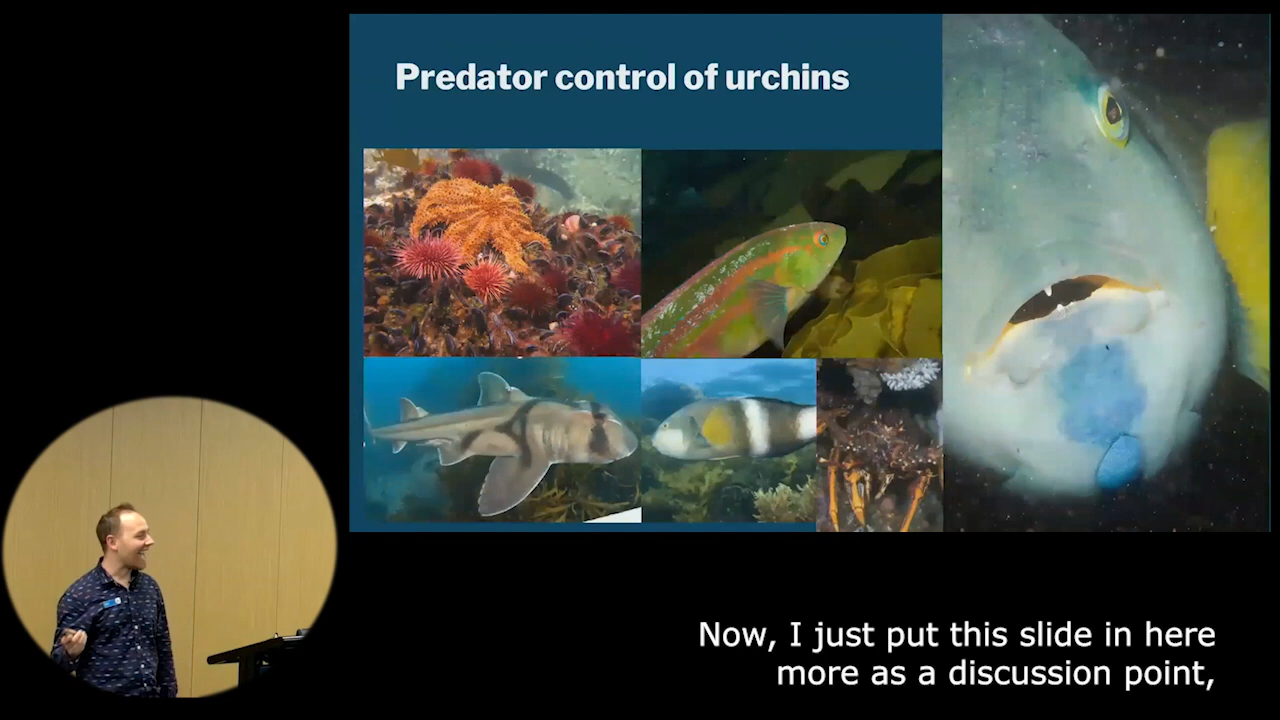 Predator control of urchins
Now, I just put this slide in here
more as a discussion point,